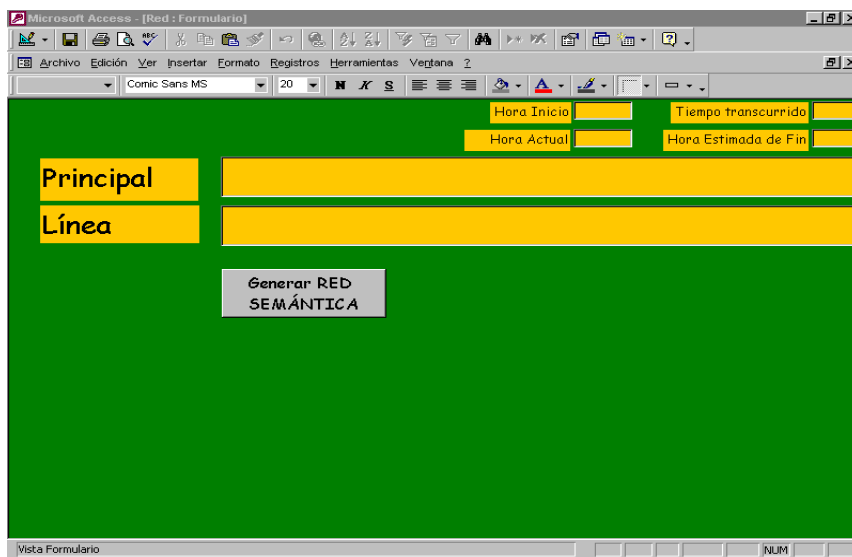 Microsoft Access - [Red : Formulario]
Archivo Edición Ver Insertar Formato Registros Herramientas Ventana ?
Comic Sans MS 20 N K S
Hora Inicio Tiempo transcurrido
Hora Actual Hora Estimada de Fin
Principal
Línea
Generar RED
SEMÁNTICA
Vista Formulario NUM